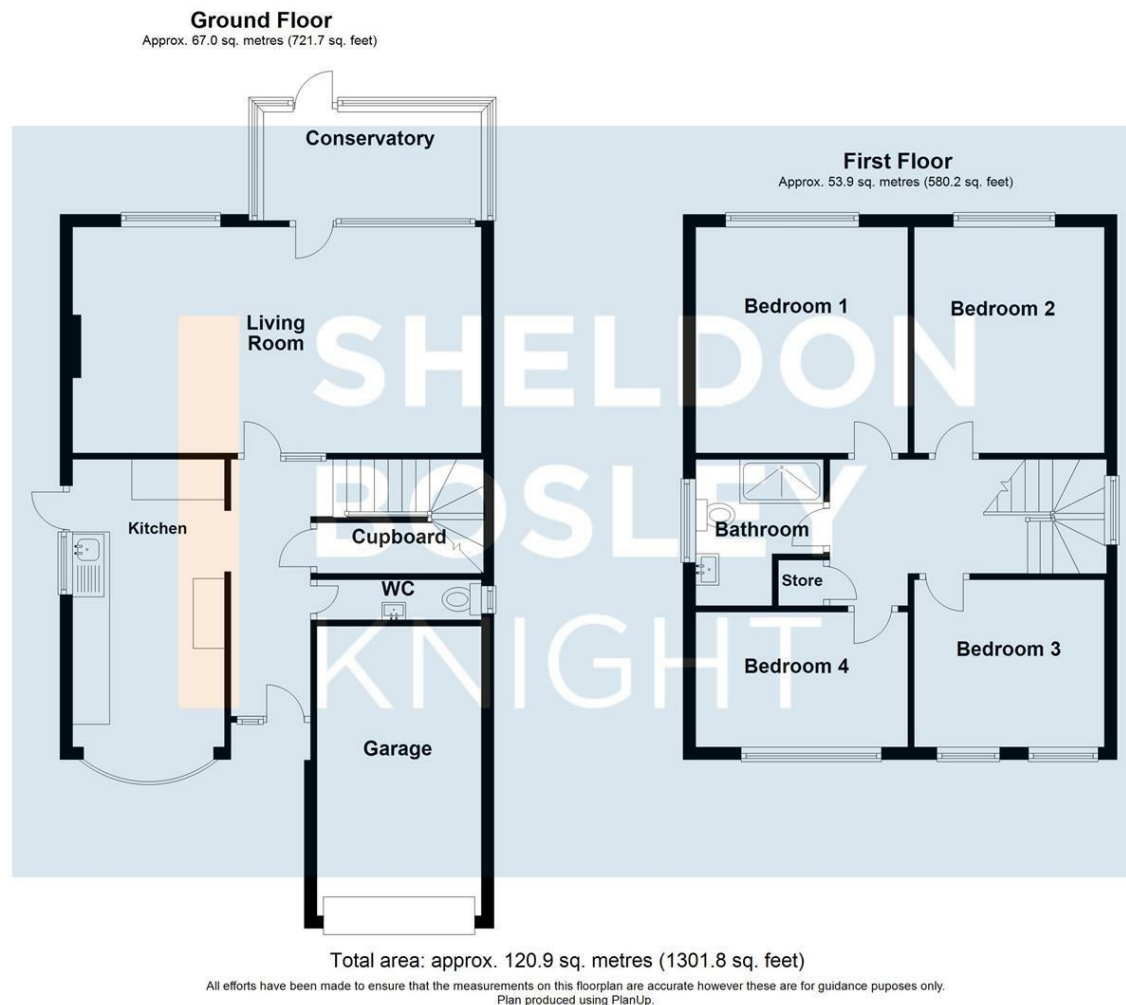 Ground Floor
Approx. 67.0 sq. metres (721.7 sq. feet)
Conservatory
Living
Room
Kitchen
Cupboard
WC
Garage
First Floor
Approx. 53.9 sq. metres (580.2 sq. feet)
Bedroom 1
Bedroom 2
Bathroom
Store
Bedroom 4
Bedroom 3
SHELDON
BOSLEY
KNIGHT
Total area: approx. 120.9 sq. metres (1301.8 sq. feet)
All efforts have been made to ensure that the measurements on this floorplan are accurate however these are for guidance puposes only.
Plan produced using PlanUp.